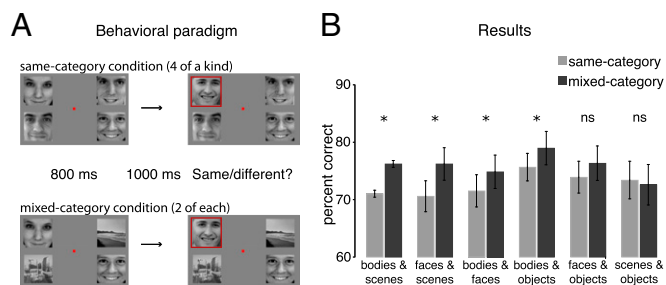 A
Behavioral paradigm
same-category condition (4 of a kind)
800 ms 1000 ms Same/different?
mixed-category condition (2 of each)
B
Results
same-category
mixed-category
percent correct
90
80
70
60
* * * * ns ns
bodies & scenes
faces & scenes
bodies & faces
bodies & objects
faces & objects
scenes & objects